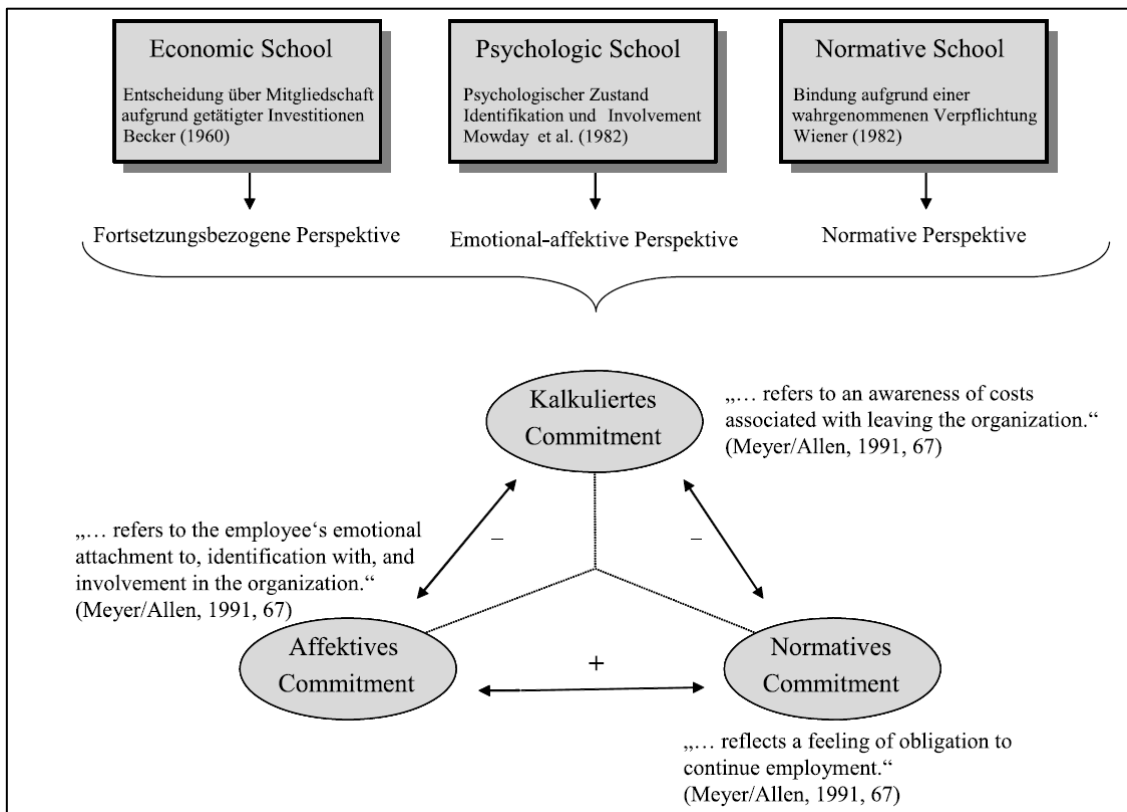 Economic School
Entscheidung über Mitgliedschaft
aufgrund getätigter Investitionen
Becker (1960)
Psychologic School
Psychologischer Zustand
Identifikation und Involvement
Mowday et al. (1982)
Normative School
Bindung aufgrund einer
wahrgenommenen Verpflichtung
Wiener (1982)
Fortsetzungsbezogene Perspektive
Emotional-affektive Perspektive
Normative Perspektive
Kalkuliertes
Commitment
„… refers to an awareness of costs
associated with leaving the organization.“
(Meyer/Allen, 1991, 67)
„… refers to the employee‘s emotional
attachment to, identification with, and
involvement in the organization.“
(Meyer/Allen, 1991, 67)
–
–
Affektives
Commitment
+
Normatives
Commitment
„… reflects a feeling of obligation to
continue employment.“
(Meyer/Allen, 1991, 67)